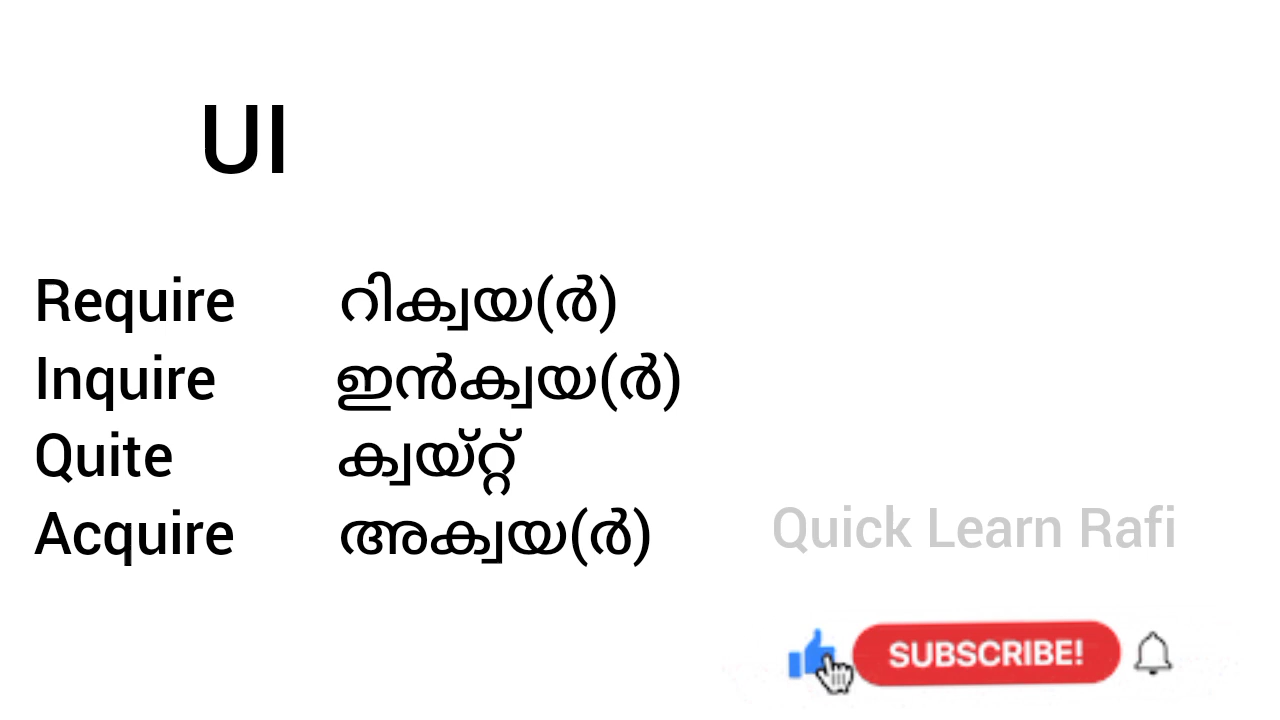 UI
Require റിക്വയ(ർ)
Inquire ഇൻക്വയ(ർ)
Quite ക്വയ്റ്റ്
Acquire അക്വയ(ർ)
Quick Learn Rafi
SUBSCRIBE!